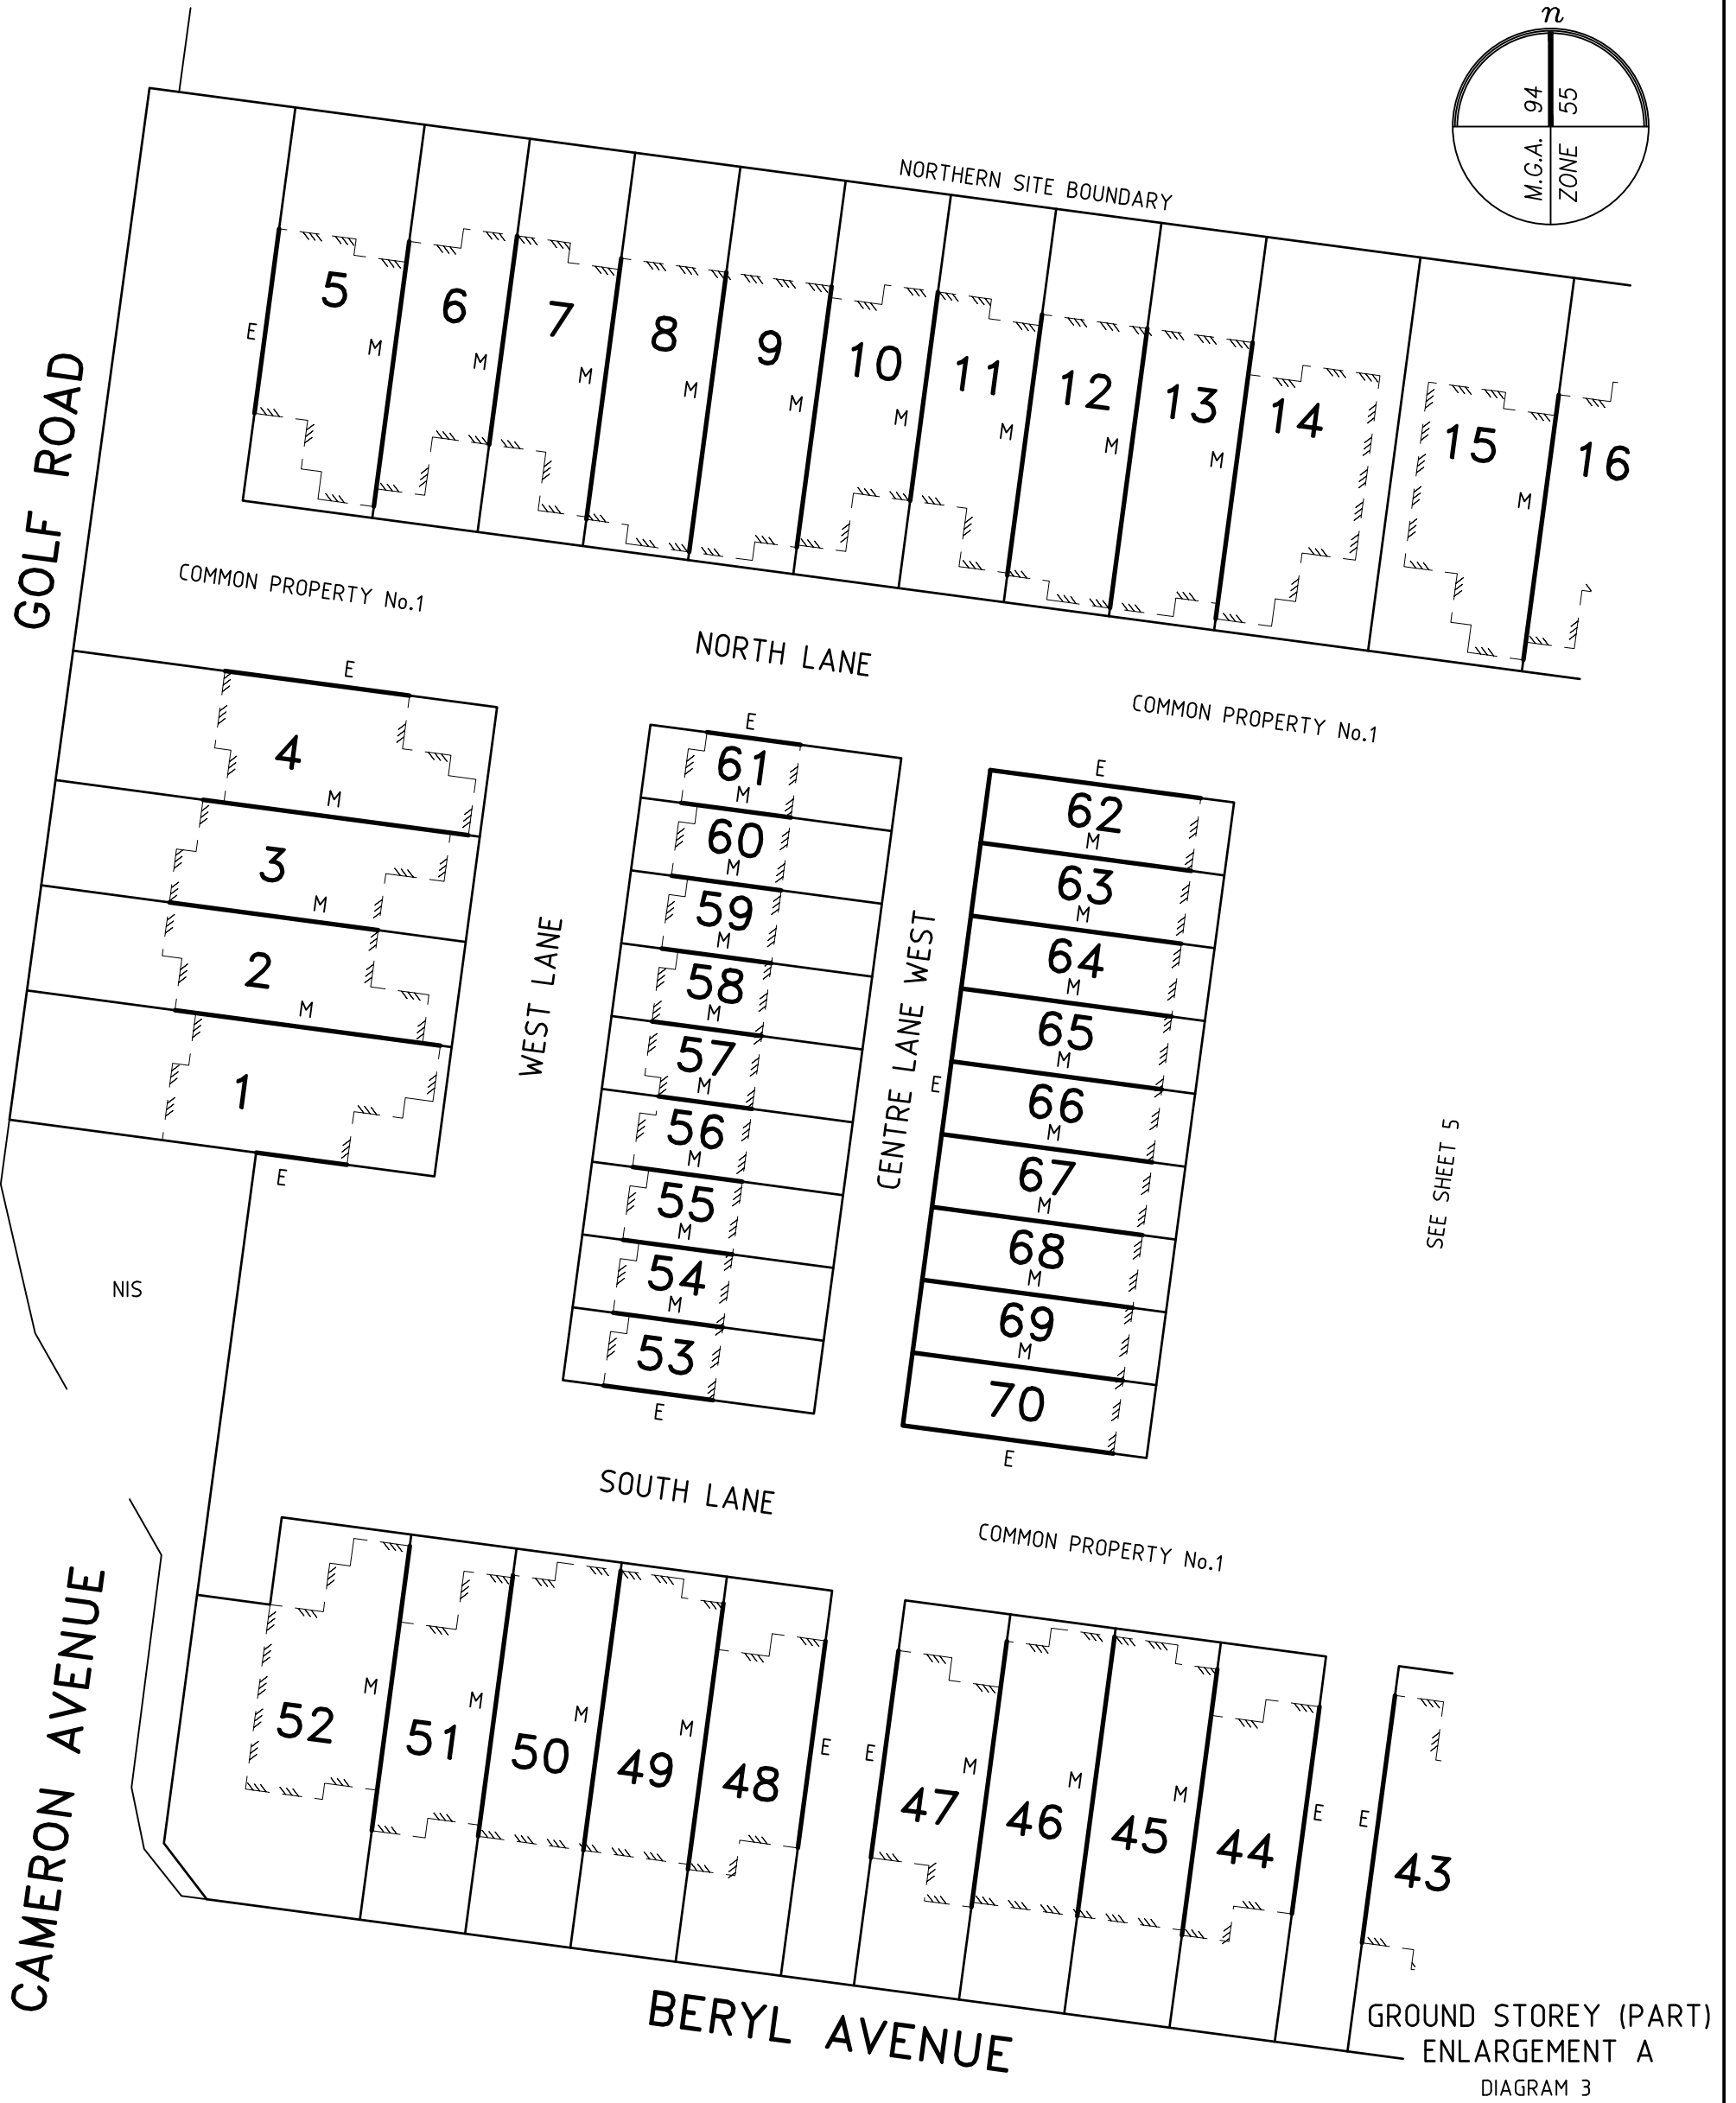 n
94
55
M.G.A.
ZONE
NORTHERN SITE BOUNDARY
5
6
7
8
9
10
11
12
13
14
15
16
E
M
M
M
M
M
M
M
M
M
M
GOLF ROAD
COMMON PROPERTY No.1
NORTH LANE
COMMON PROPERTY No.1
E
4
M
3
M
2
M
1
E
WEST LANE
E
61
M
60
M
59
M
58
M
57
M
56
M
55
M
54
M
53
E
CENTRE LANE WEST
E
E
62
M
63
M
64
M
65
M
66
M
67
M
68
M
69
M
70
E
SEE SHEET 5
NIS
SOUTH LANE
COMMON PROPERTY No.1
CAMERON AVENUE
52
M
51
M
50
M
49
M
48
E
E
47
M
46
M
45
M
44
E
E
43
BERYL AVENUE
GROUND STOREY (PART)
ENLARGEMENT A
DIAGRAM 3